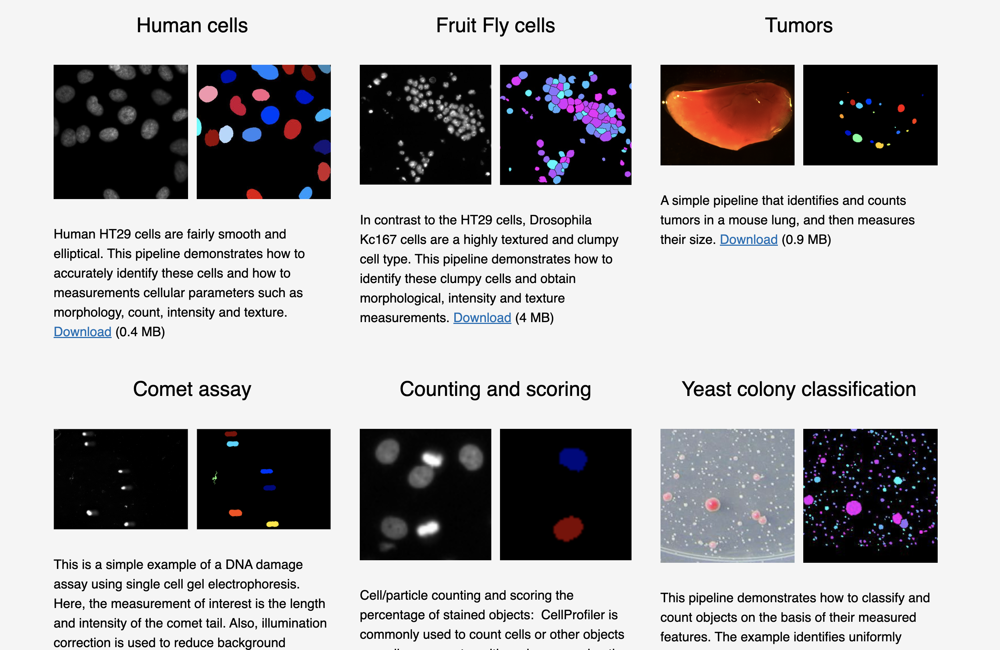 Human cells
Fruit Fly cells
Tumors
Human HT29 cells are fairly smooth and
elliptical. This pipeline demonstrates how to
accurately identify these cells and how to
measurements cellular parameters such as
morphology, count, intensity and texture.
Download (0.4 MB)
In contrast to the HT29 cells, Drosophila
Kc167 cells are a highly textured and clumpy
cell type. This pipeline demonstrates how to
identify these clumpy cells and obtain
morphological, intensity and texture
measurements. Download (4 MB)
A simple pipeline that identifies and counts
tumors in a mouse lung, and then measures
their size. Download (0.9 MB)
Comet assay
Counting and scoring
Yeast colony classification
This is a simple example of a DNA damage
assay using single cell gel electrophoresis.
Here, the measurement of interest is the length
and intensity of the comet tail. Also, illumination
correction is used to reduce background
Cell/particle counting and scoring the
percentage of stained objects:  CellProfiler is
commonly used to count cells or other objects
This pipeline demonstrates how to classify and
count objects on the basis of their measured
features. The example identifies uniformly